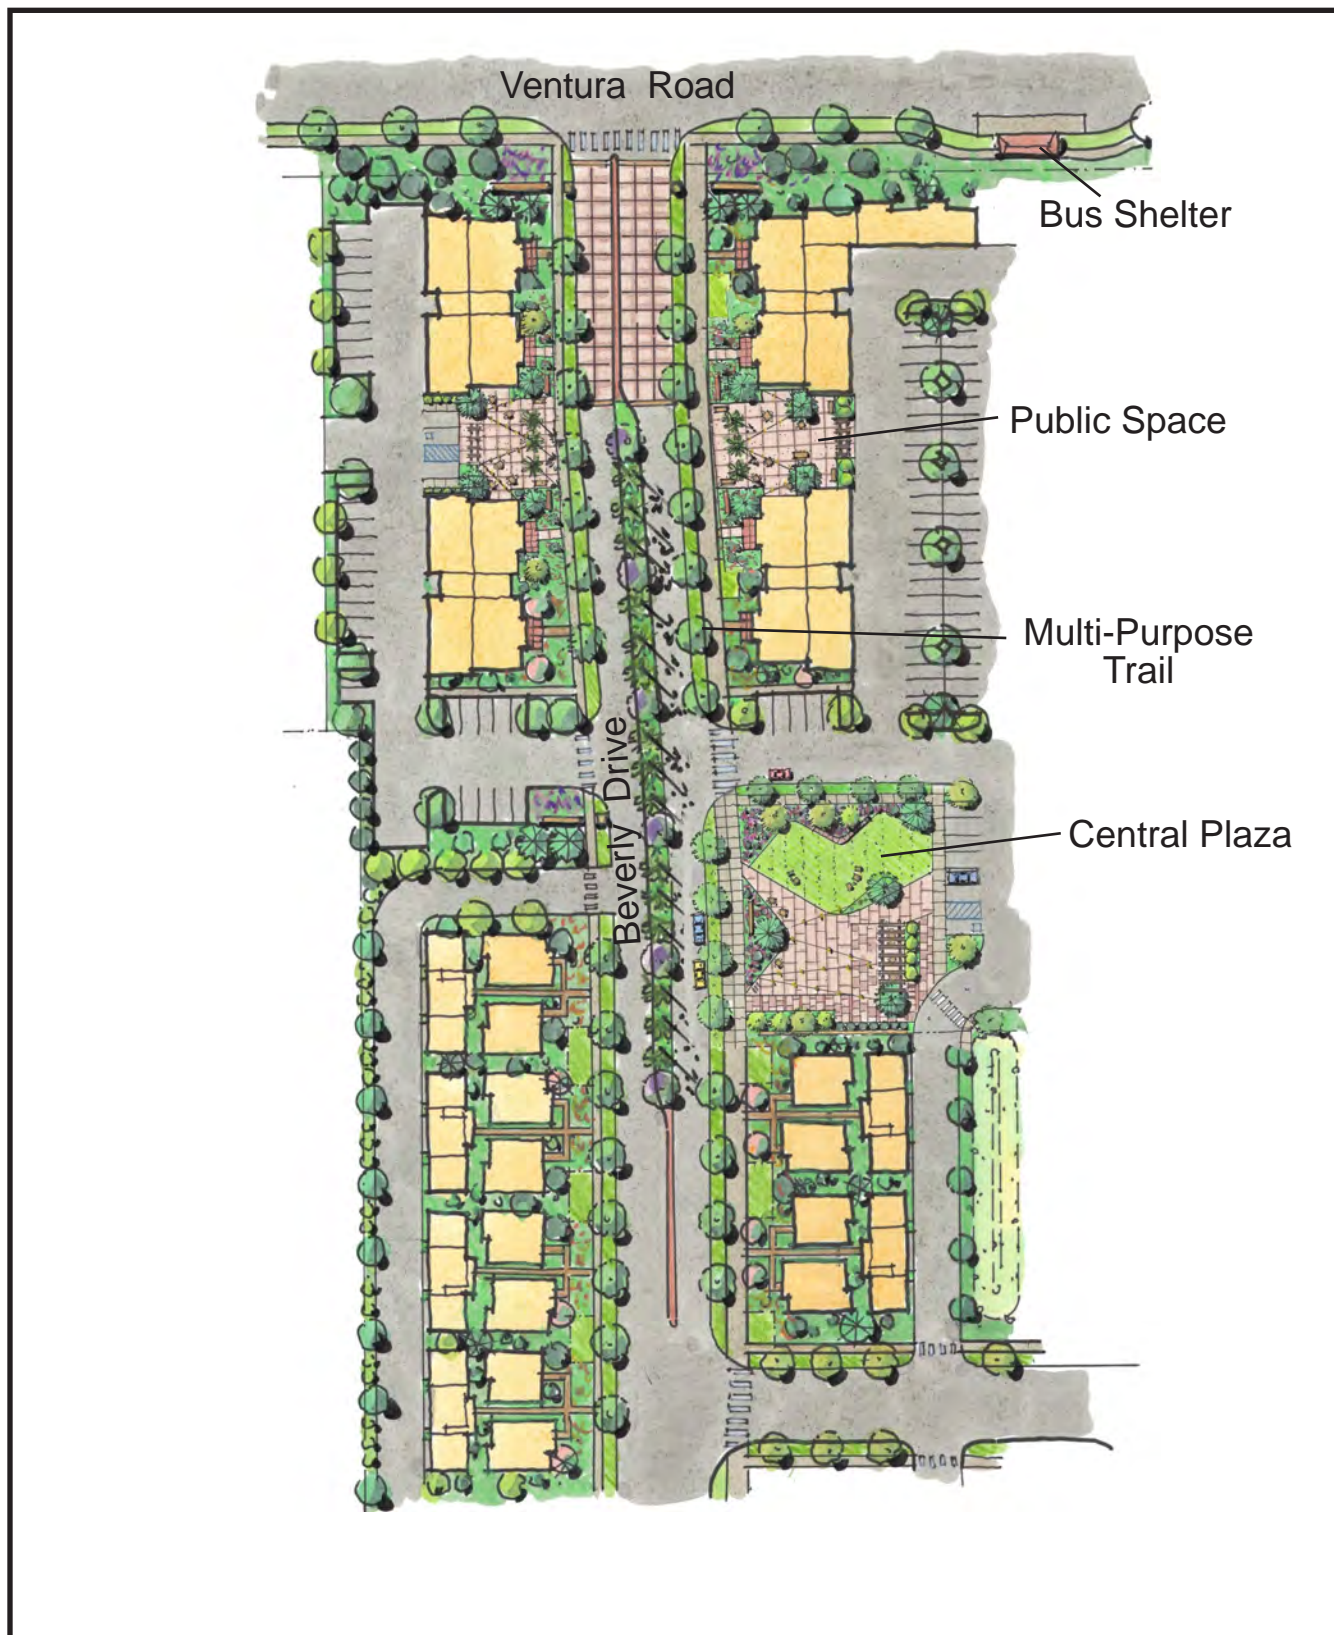 Ventura Road
Bus Shelter
Public Space
Multi-Purpose
Trail
Beverly Drive
Central Plaza